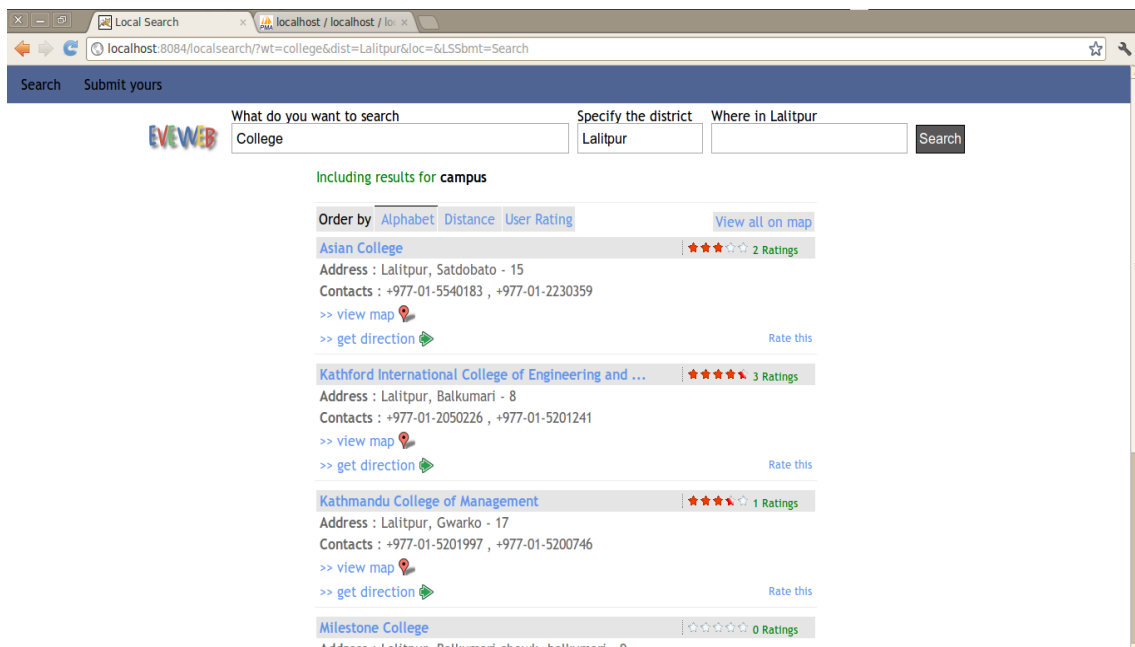 Local Search
localhost / localhost / lo
localhost:8084/localsearch/?wt=college&dist=Lalitpur&loc=&LSSbmt=Search
Search Submit yours
What do you want to search Specify the district Where in Lalitpur
EVEWEB College Lalitpur Search
Including results for campus
Order by Alphabet Distance User Rating View all on map
Asian College 2 Ratings
Address : Lalitpur, Satdobato - 15
Contacts : +977-01-5540183 , +977-01-2230359
>> view map
>> get direction Rate this
Kathford International College of Engineering and ... 3 Ratings
Address : Lalitpur, Balkumari - 8
Contacts : +977-01-2050226 , +977-01-5201241
>> view map
>> get direction Rate this
Kathmandu College of Management 1 Ratings
Address : Lalitpur, Gwarko - 17
Contacts : +977-01-5201997 , +977-01-5200746
>> view map
>> get direction Rate this
Milestone College 0 Ratings
Address : Lalitpur, Balkumari chowk, balkumari - 9